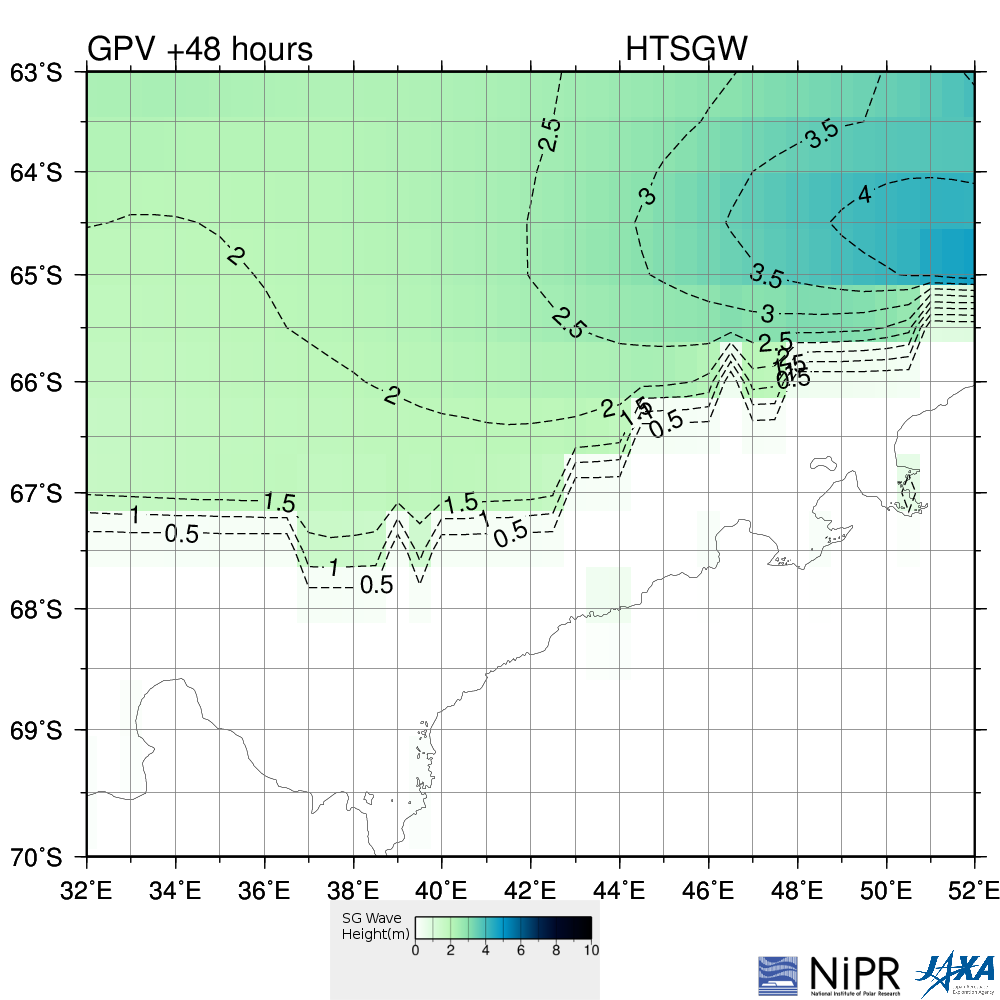 GPV +48 hours HTSGW
63°S
64°S
65°S
66°S
67°S
68°S
69°S
70°S
2.5
3.5
3
4
2
3.5
2.5
3
2.5
2
1.5
0.5
2
2
1.5
0.5
1.5
1.5
1
1
0.5
0.5
1
0.5
32°E 34°E 36°E 38°E 40°E 42°E 44°E 46°E 48°E 50°E 52°E
SG Wave
Height(m)
0 2 4 6 8 10
NiPR
National Institute of Polar Research
JAXA
Japan Aerospace
Exploration Agency